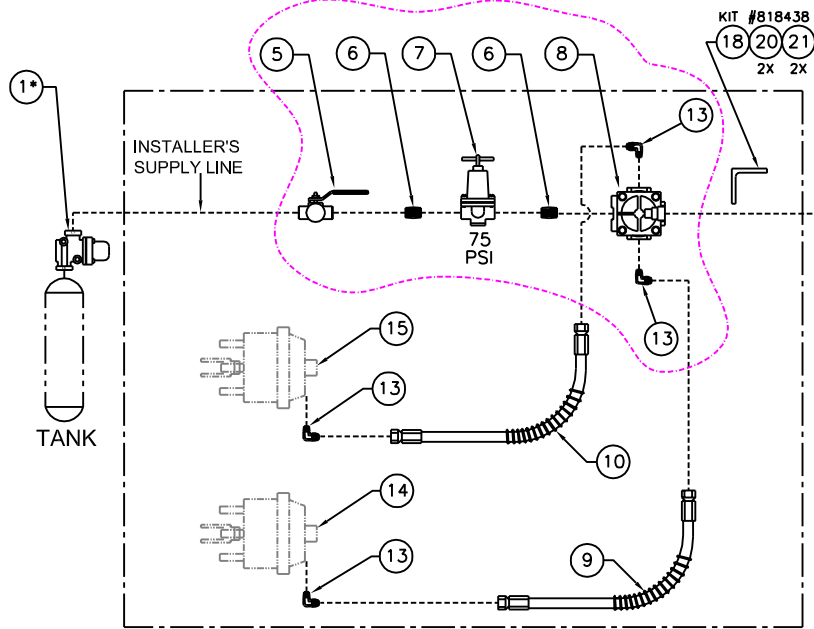 KIT #818438
18 20 21
2X 2X
1*
5
6
7
6
8
13
INSTALLER'S
SUPPLY LINE
75
PSI
13
TANK
15
13
10
14
13
9